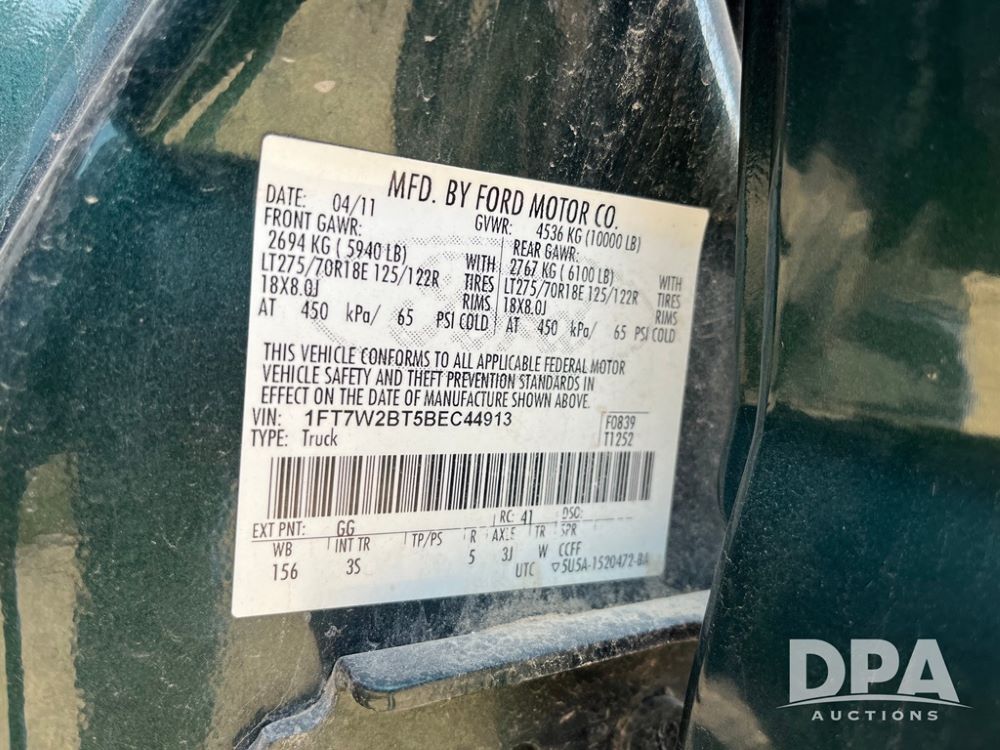 MFD. BY FORD MOTOR CO.
DATE: 04/11 GVWR: 4536 KG (10000 LB)
FRONT GAWR: REAR GAWR:
2694 KG ( 5940 LB) WITH 2767 KG ( 6100 LB) WITH
LT275/70R18E 125/122R TIRES LT275/70R18E 125/122R TIRES
18X8.0J RIMS 18X8.0J RIMS
AT 450 kPa/ 65 PSI COLD AT 450 kPa/ 65 PSI COLD
THIS VEHICLE CONFORMS TO ALL APPLICABLE FEDERAL MOTOR
VEHICLE SAFETY AND THEFT PREVENTION STANDARDS IN
EFFECT ON THE DATE OF MANUFACTURE SHOWN ABOVE.
VIN: 1FT7W2BT5BEC44913 F0839
TYPE: Truck T1252
EXT PNT: GG RC: 41 DSO:
WB INT TR TP/PS R AXLE TR SPR
156 3S 5 3J W CCFF
UTC ▽5U5A-1520472-BA
DPA
AUCTIONS